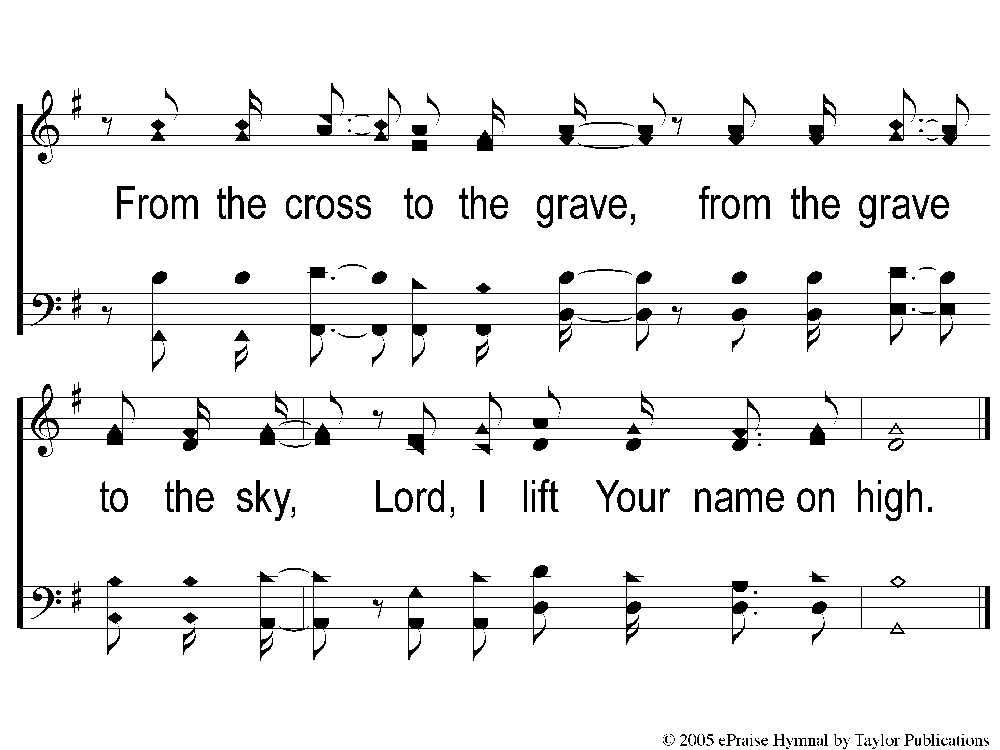 From the cross to the grave, from the grave
to the sky, Lord, I lift Your name on high.
© 2005 ePraise Hymnal by Taylor Publications